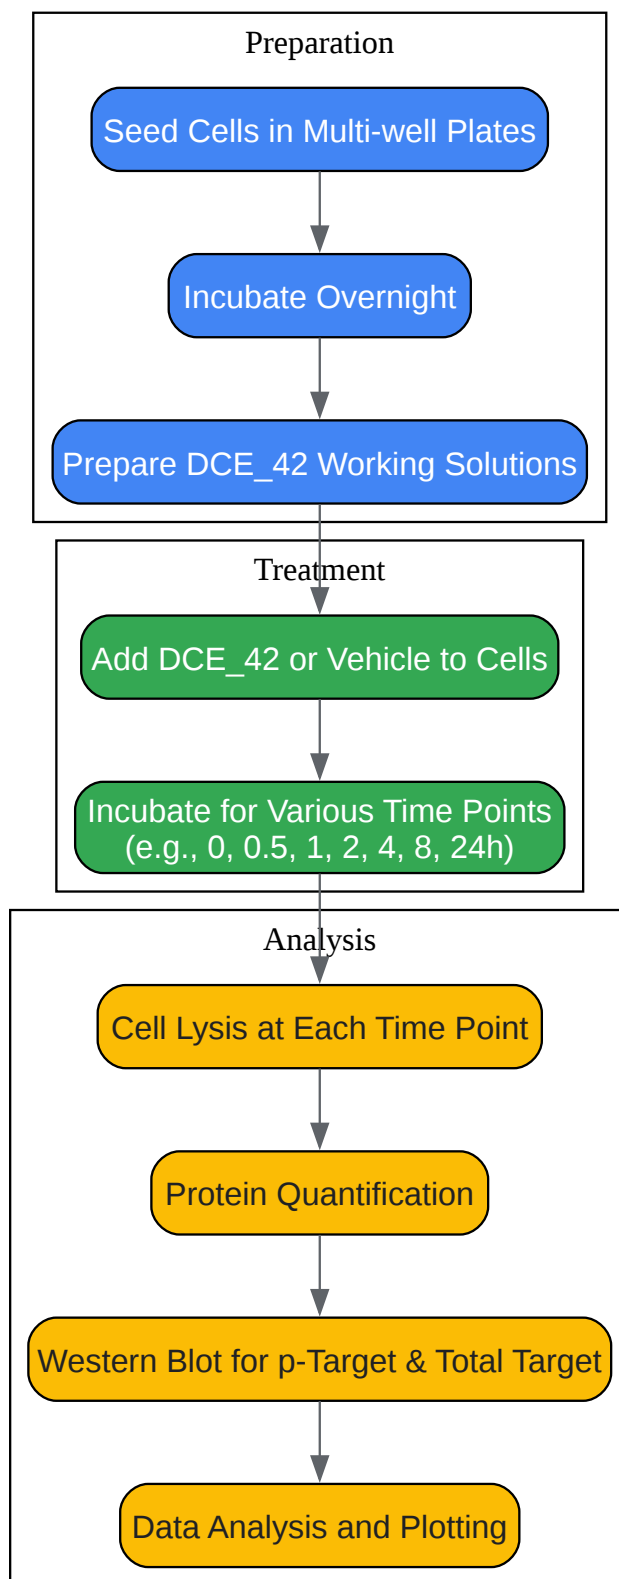 Preparation
Seed Cells in Multi-well Plates
Incubate Overnight
Prepare DCE_42 Working Solutions
Treatment
Add DCE_42 or Vehicle to Cells
Incubate for Various Time Points
(e.g., 0, 0.5, 1, 2, 4, 8, 24h)
Analysis
Cell Lysis at Each Time Point
Protein Quantification
Western Blot for p-Target & Total Target
Data Analysis and Plotting